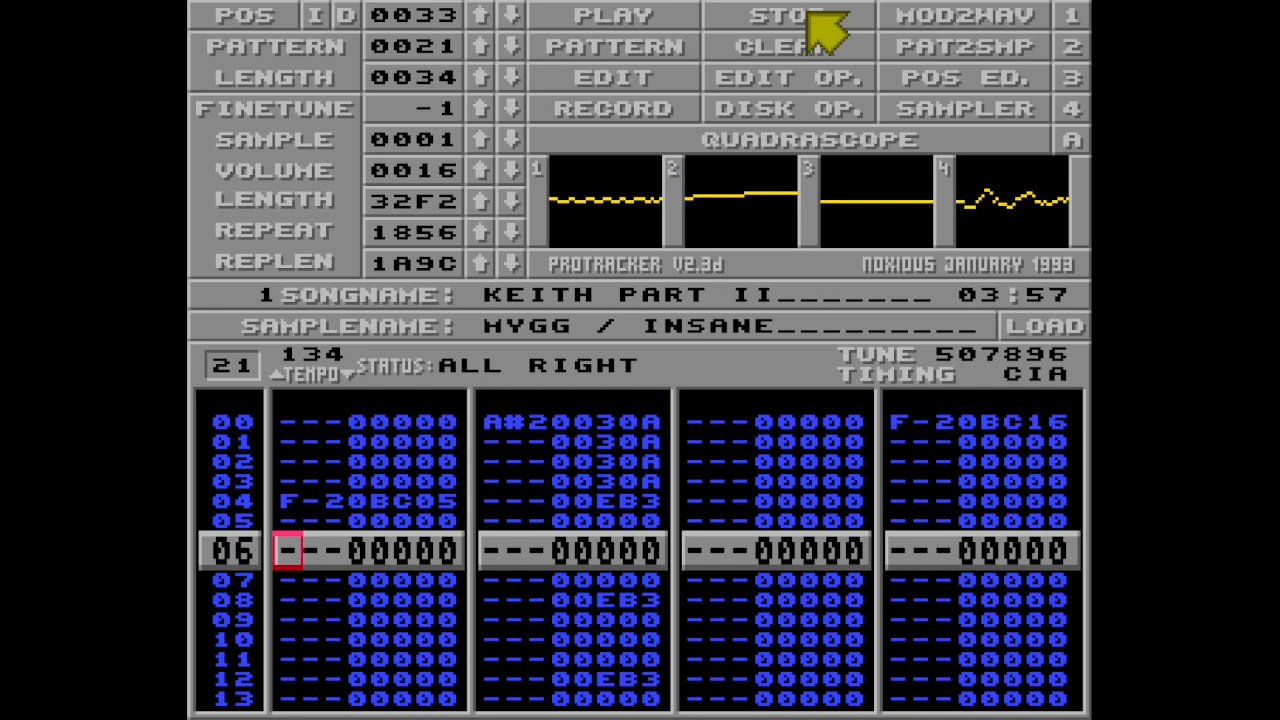 POS I D 0033 PLAY STOP MOD2WAV 1
PATTERN 0021 PATTERN CLEAR PAT2SMP 2
LENGTH 0034 EDIT EDIT OP. POS ED. 3
FINETUNE -1 RECORD DISK OP. SAMPLER 4
SAMPLE 0001 QUADRASCOPE A
VOLUME 0016 1 2 3 4
LENGTH 32F2
REPEAT 1856
REPLEN 1A9C PROTRACKER V2.3d NOXIOUS JANUARY 1993
1 SONGNAME: KEITH PART II_______ 03:57
SAMPLENAME: MYGG / INSANE_________ LOAD
21 134 TEMPO STATUS: ALL RIGHT TUNE 507896
TIMING CIA
00 ---00000 A#20030A ---00000 F-20BC16
01 ---00000 ---0030A ---00000 ---00000
02 ---00000 ---0030A ---00000 ---00000
03 ---00000 ---0030A ---00000 ---00000
04 F-20BC05 ---00EB3 ---00000 ---00000
05 ---00000 ---00000 ---00000 ---00000
06 ---00000 ---00000 ---00000 ---00000
07 ---00000 ---00000 ---00000 ---00000
08 ---00000 ---00EB3 ---00000 ---00000
09 ---00000 ---00000 ---00000 ---00000
10 ---00000 ---00000 ---00000 ---00000
11 ---00000 ---00000 ---00000 ---00000
12 ---00000 ---00EB3 ---00000 ---00000
13 ---00000 ---00000 ---00000 ---00000